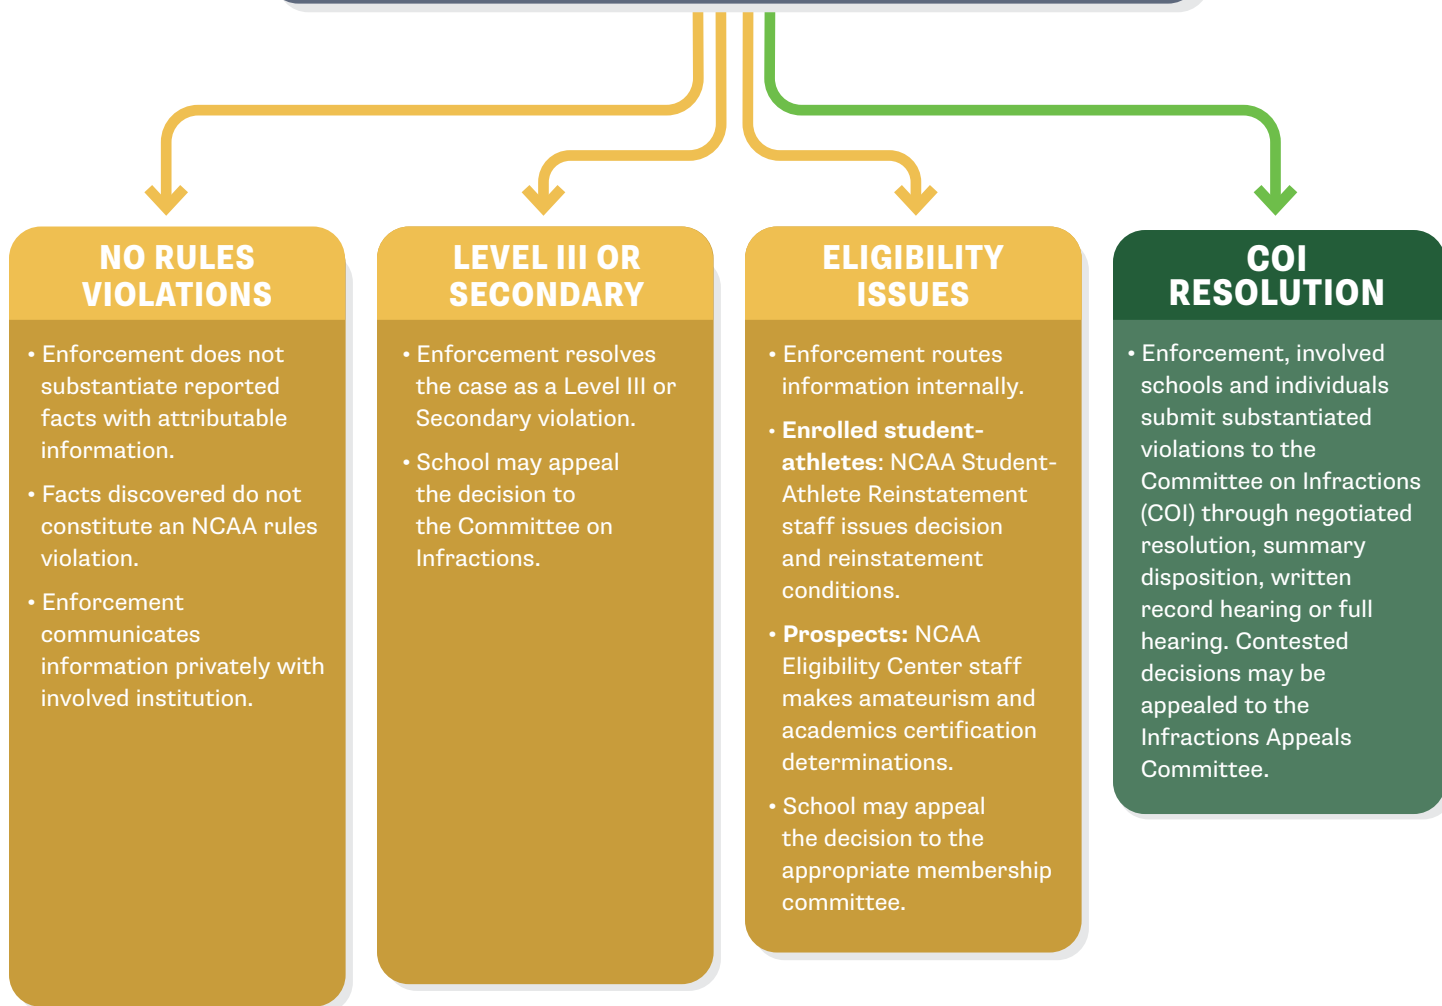 NO RULES
VIOLATIONS
• Enforcement does not
substantiate reported
facts with attributable
information.
• Facts discovered do not
constitute an NCAA rules
violation.
• Enforcement
communicates
information privately with
involved institution.
LEVEL III OR
SECONDARY
• Enforcement resolves
the case as a Level III or
Secondary violation.
• School may appeal
the decision to
the Committee on
Infractions.
ELIGIBILITY
ISSUES
• Enforcement routes
information internally.
• Enrolled student-
athletes: NCAA Student-
Athlete Reinstatement
staff issues decision
and reinstatement
conditions.
• Prospects: NCAA
Eligibility Center staff
makes amateurism and
academics certification
determinations.
• School may appeal
the decision to the
appropriate membership
committee.
COI
RESOLUTION
• Enforcement, involved
schools and individuals
submit substantiated
violations to the
Committee on Infractions
(COI) through negotiated
resolution, summary
disposition, written
record hearing or full
hearing. Contested
decisions may be
appealed to the
Infractions Appeals
Committee.